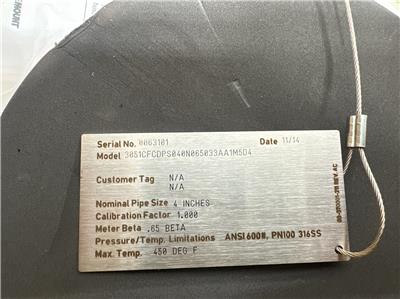 MOUNT
Serial No. 0063101 Date 11/14
Model 3051CFCDPS040N065033AA1M5D4
Customer Tag N/A
N/A
Nominal Pipe Size 4 INCHES
Calibration Factor 1.000
Meter Beta .65 BETA
Pressure/Temp. Limitations ANSI 600#, PN100 316SS
Max. Temp. 450 DEG F